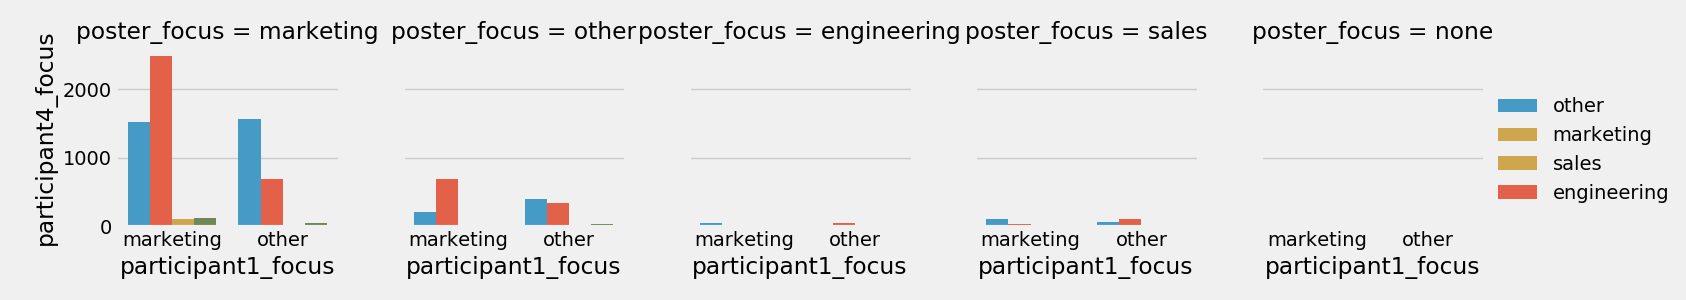 poster_focus = marketing
poster_focus = other
poster_focus = engineering
poster_focus = sales
poster_focus = none
participant4_focus
2000
1000
0
marketing other
marketing other
marketing other
marketing other
marketing other
participant1_focus
participant1_focus
participant1_focus
participant1_focus
participant1_focus
other
marketing
sales
engineering